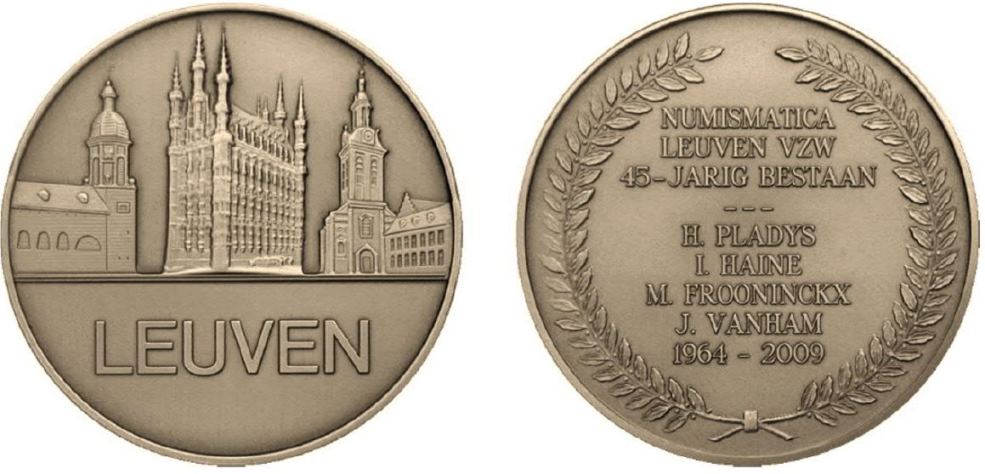 LEUVEN
NUMISMATICA
LEUVEN VZW
45-JARIG BESTAAN
---
H. PLADYS
I. HAINE
M. FROONINCKX
J. VANHAM
1964 - 2009